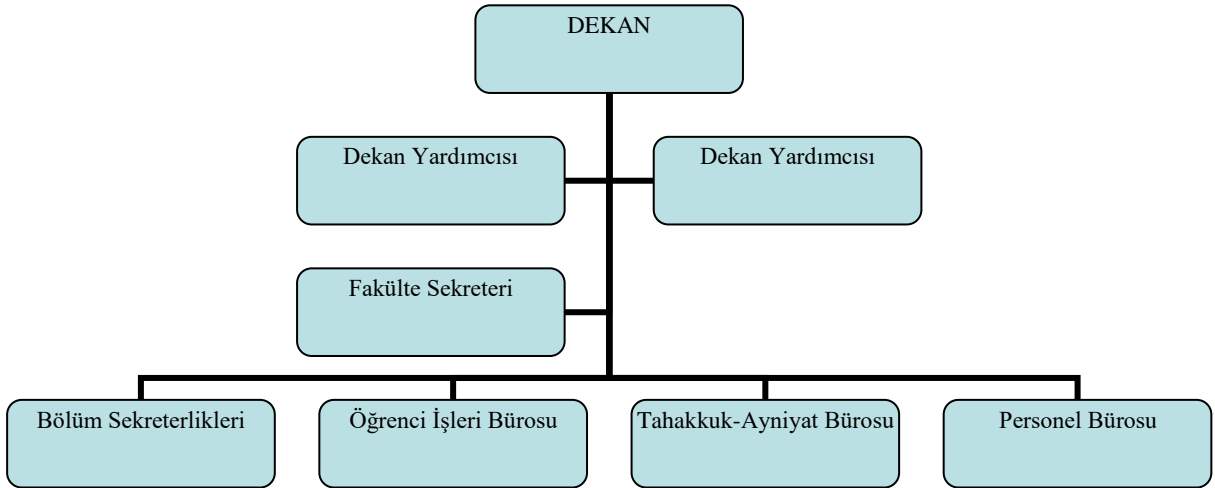 DEKAN
Dekan Yardımcısı
Dekan Yardımcısı
Fakülte Sekreteri
Bölüm Sekreterlikleri
Öğrenci İşleri Bürosu
Tahakkuk-Ayniyat Bürosu
Personel Bürosu